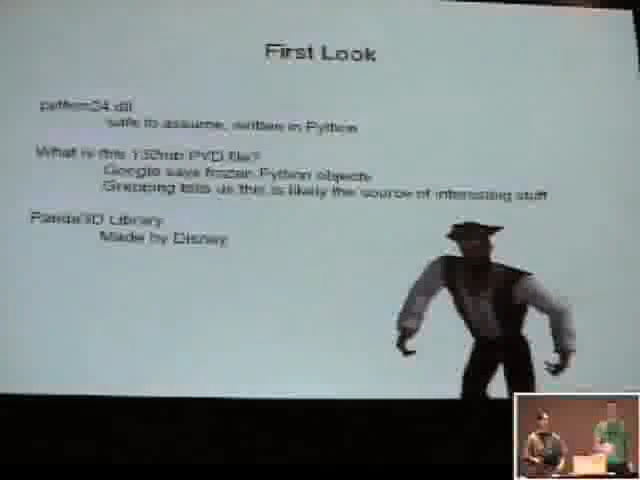 First Look
python24.dll
safe to assume, written in Python
What is this 132mb PYD file?
Google says frozen Python objects
Grepping tells us this is likely the source of interesting stuff
Panda3D Library
Made by Disney